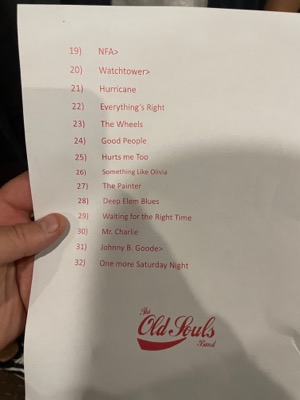 19) NFA>
20) Watchtower>
21) Hurricane
22) Everything's Right
23) The Wheels
24) Good People
25) Hurts me Too
26) Something Like Olivia
27) The Painter
28) Deep Elem Blues
29) Waiting for the Right Time
30) Mr. Charlie
31) Johnny B. Goode>
32) One more Saturday Night
The
Old Souls
Band